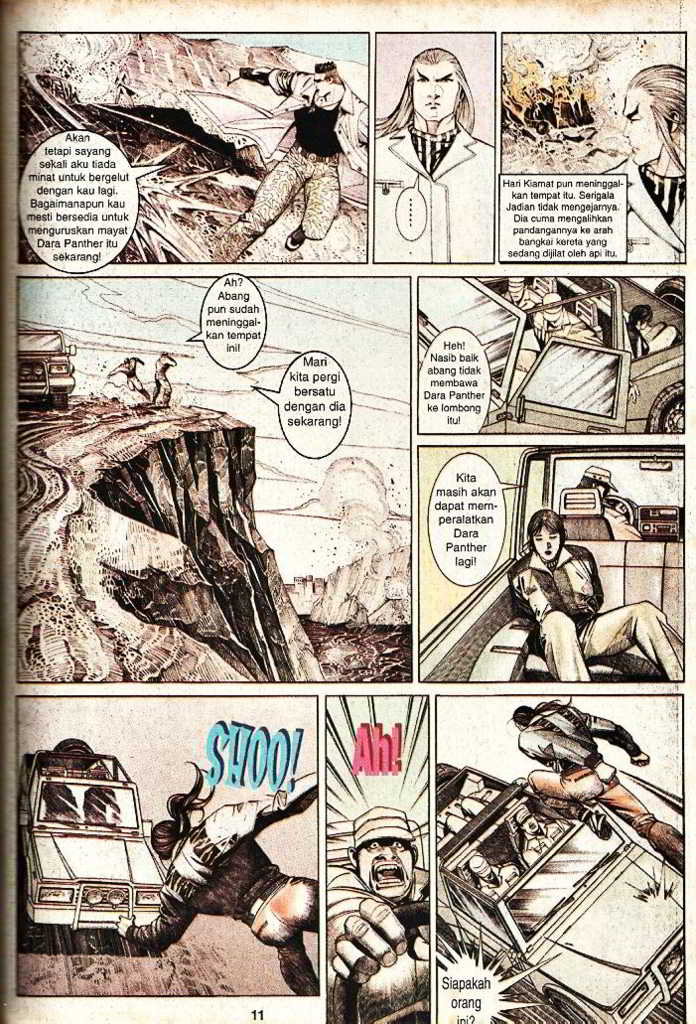 Akan
tetapi sayang
sekali aku tiada
minat untuk bergelut
dengan kau lagi.
Bagaimanapun kau
mesti bersedia untuk
menguruskan mayat
Dara Panther itu
sekarang!
Hari Kiamat pun meninggal-
kan tempat itu. Serigala
Jadian tidak mengejarnya.
Dia cuma mengalihkan
pandangannya ke arah
bangkai kereta yang
sedang dijilat oleh api itu.
Ah?
Abang
pun sudah
meninggal-
kan tempat
ini!
Mari
kita pergi
bersatu
dengan dia
sekarang!
Heh!
Nasib baik
abang tidak
membawa
Dara Panther
ke lombong
itu!
Kita
masih akan
dapat mem-
peralatkan
Dara
Panther
lagi!
SHOO!
Ah!
Siapakah
orang
ini?
11